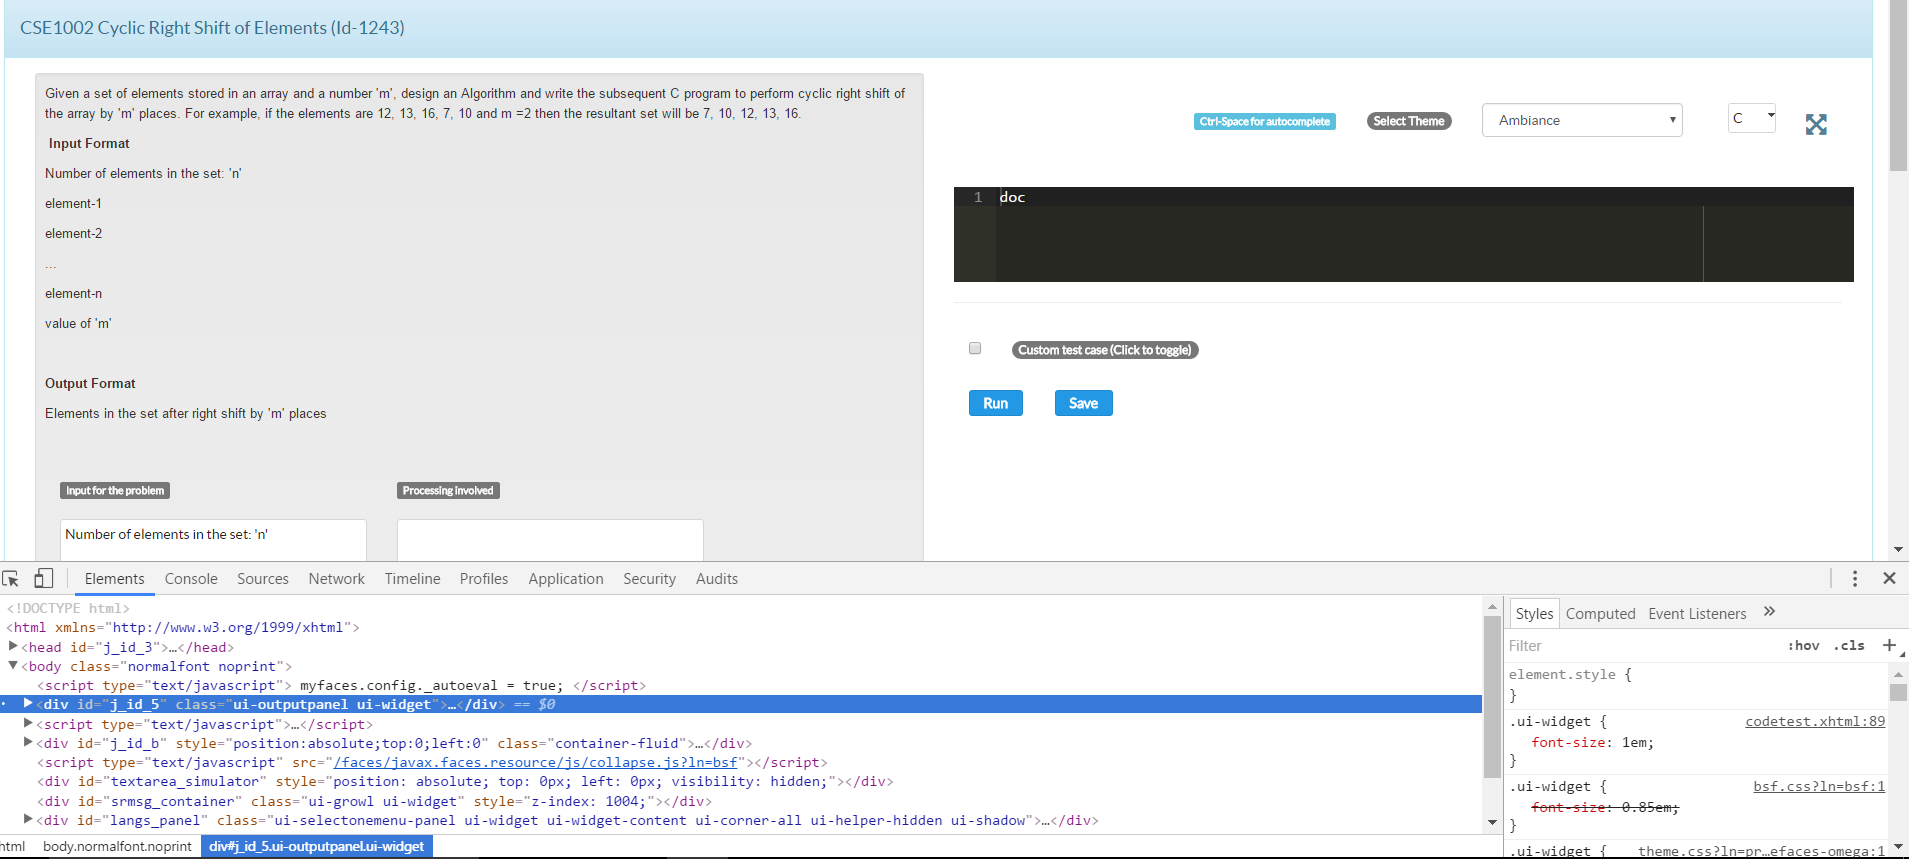 CSE1002 Cyclic Right Shift of Elements (Id-1243)
Given a set of elements stored in an array and a number 'm', design an Algorithm and write the subsequent C program to perform cyclic right shift of
the array by 'm' places. For example, if the elements are 12, 13, 16, 7, 10 and m =2 then the resultant set will be 7, 10, 12, 13, 16.
Input Format
Number of elements in the set: 'n'
element-1
element-2
...
element-n
value of 'm'
Output Format
Elements in the set after right shift by 'm' places
Input for the problem
Processing involved
Number of elements in the set: 'n'
Ctrl-Space for autocomplete
Select Theme
Ambiance
C
1 doc
Custom test case (Click to toggle)
Run
Save
Elements Console Sources Network Timeline Profiles Application Security Audits
<!DOCTYPE html>
<html xmlns="http://www.w3.org/1999/xhtml">
<head id="j_id_3">…</head>
<body class="normalfont noprint">
<script type="text/javascript"> myfaces.config._autoeval = true; </script>
<div id="j_id_5" class="ui-outputpanel ui-widget">…</div> == $0
<script type="text/javascript">…</script>
<div id="j_id_b" style="position:absolute;top:0;left:0" class="container-fluid">…</div>
<script type="text/javascript" src="/faces/javax.faces.resource/js/collapse.js?ln=bsf"></script>
<div id="textarea_simulator" style="position: absolute; top: 0px; left: 0px; visibility: hidden;"></div>
<div id="srmsg_container" class="ui-growl ui-widget" style="z-index: 1004;"></div>
<div id="langs_panel" class="ui-selectonemenu-panel ui-widget ui-widget-content ui-corner-all ui-helper-hidden ui-shadow">…</div>
html body.normalfont.noprint div#j_id_5.ui-outputpanel.ui-widget
Styles Computed Event Listeners »
Filter :hov .cls +
element.style {
}
.ui-widget { codetest.xhtml:89
font-size: 1em;
}
.ui-widget { bsf.css?ln=bsf:1
font-size: 0.85em;
}
.ui-widget { theme.css?ln=pr…efaces-omega:1